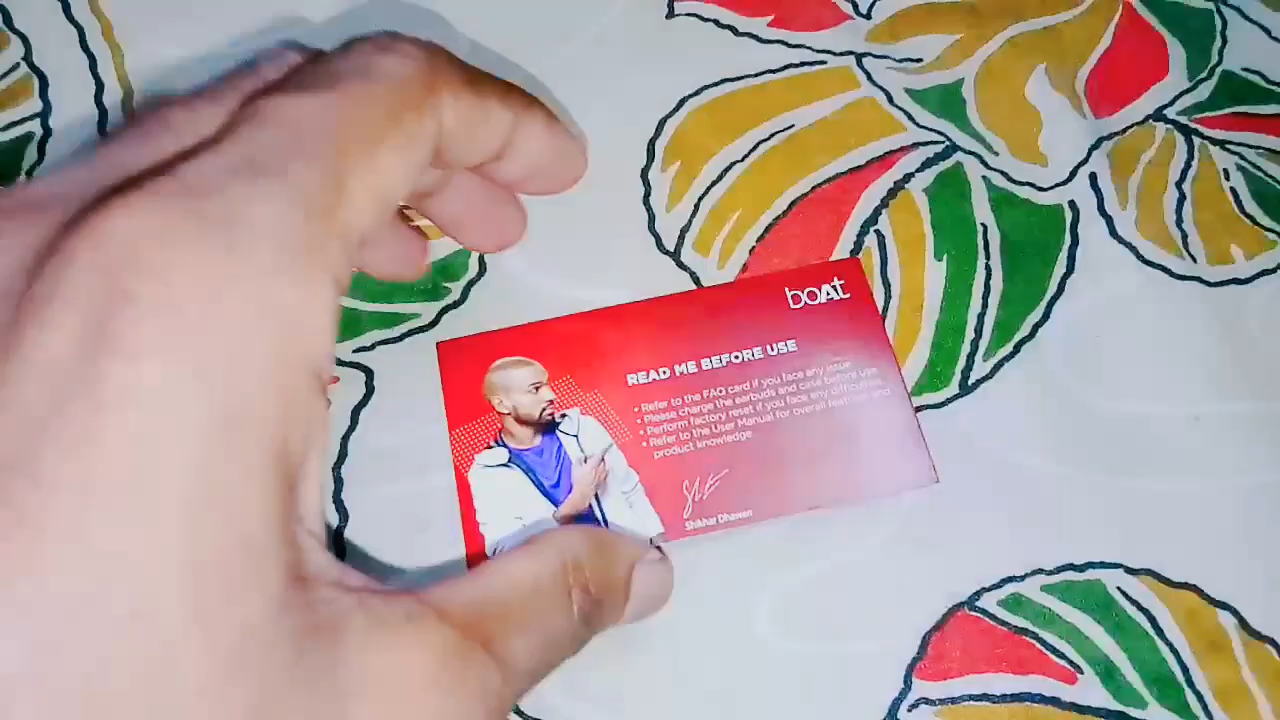 boAt
READ ME BEFORE USE
• Refer to the FAQ card if you face any issue
• Please charge the earbuds and case before use
• Perform factory reset if you face any difficulties
• Refer to the User Manual for overall features and
product knowledge
Shikhar Dhawan